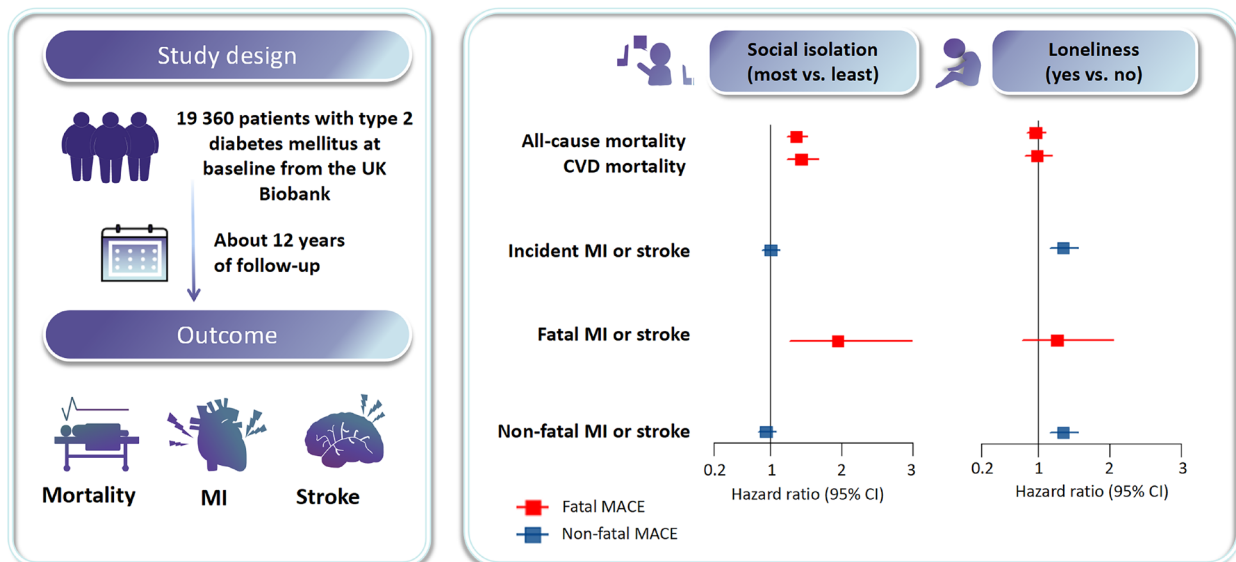 Study design
19 360 patients with type 2
diabetes mellitus at
baseline from the UK
Biobank
About 12 years
of follow-up
Outcome
Mortality
MI
Stroke
Social isolation
(most vs. least)
Loneliness
(yes vs. no)
All-cause mortality
CVD mortality
Incident MI or stroke
Fatal MI or stroke
Non-fatal MI or stroke
0.2 1 2 3
Hazard ratio (95% CI)
0.2 1 2 3
Hazard ratio (95% CI)
Fatal MACE
Non-fatal MACE